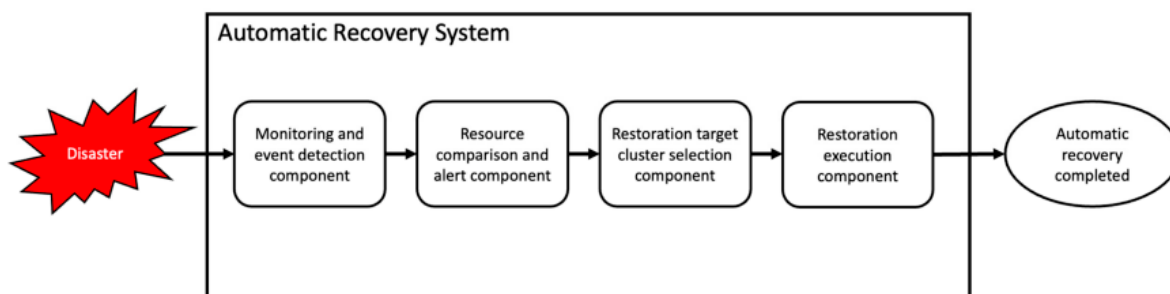 Automatic Recovery System
Disaster
Monitoring and
event detection
component
Resource
comparison and
alert component
Restoration target
cluster selection
component
Restoration
execution
component
Automatic
recovery
completed